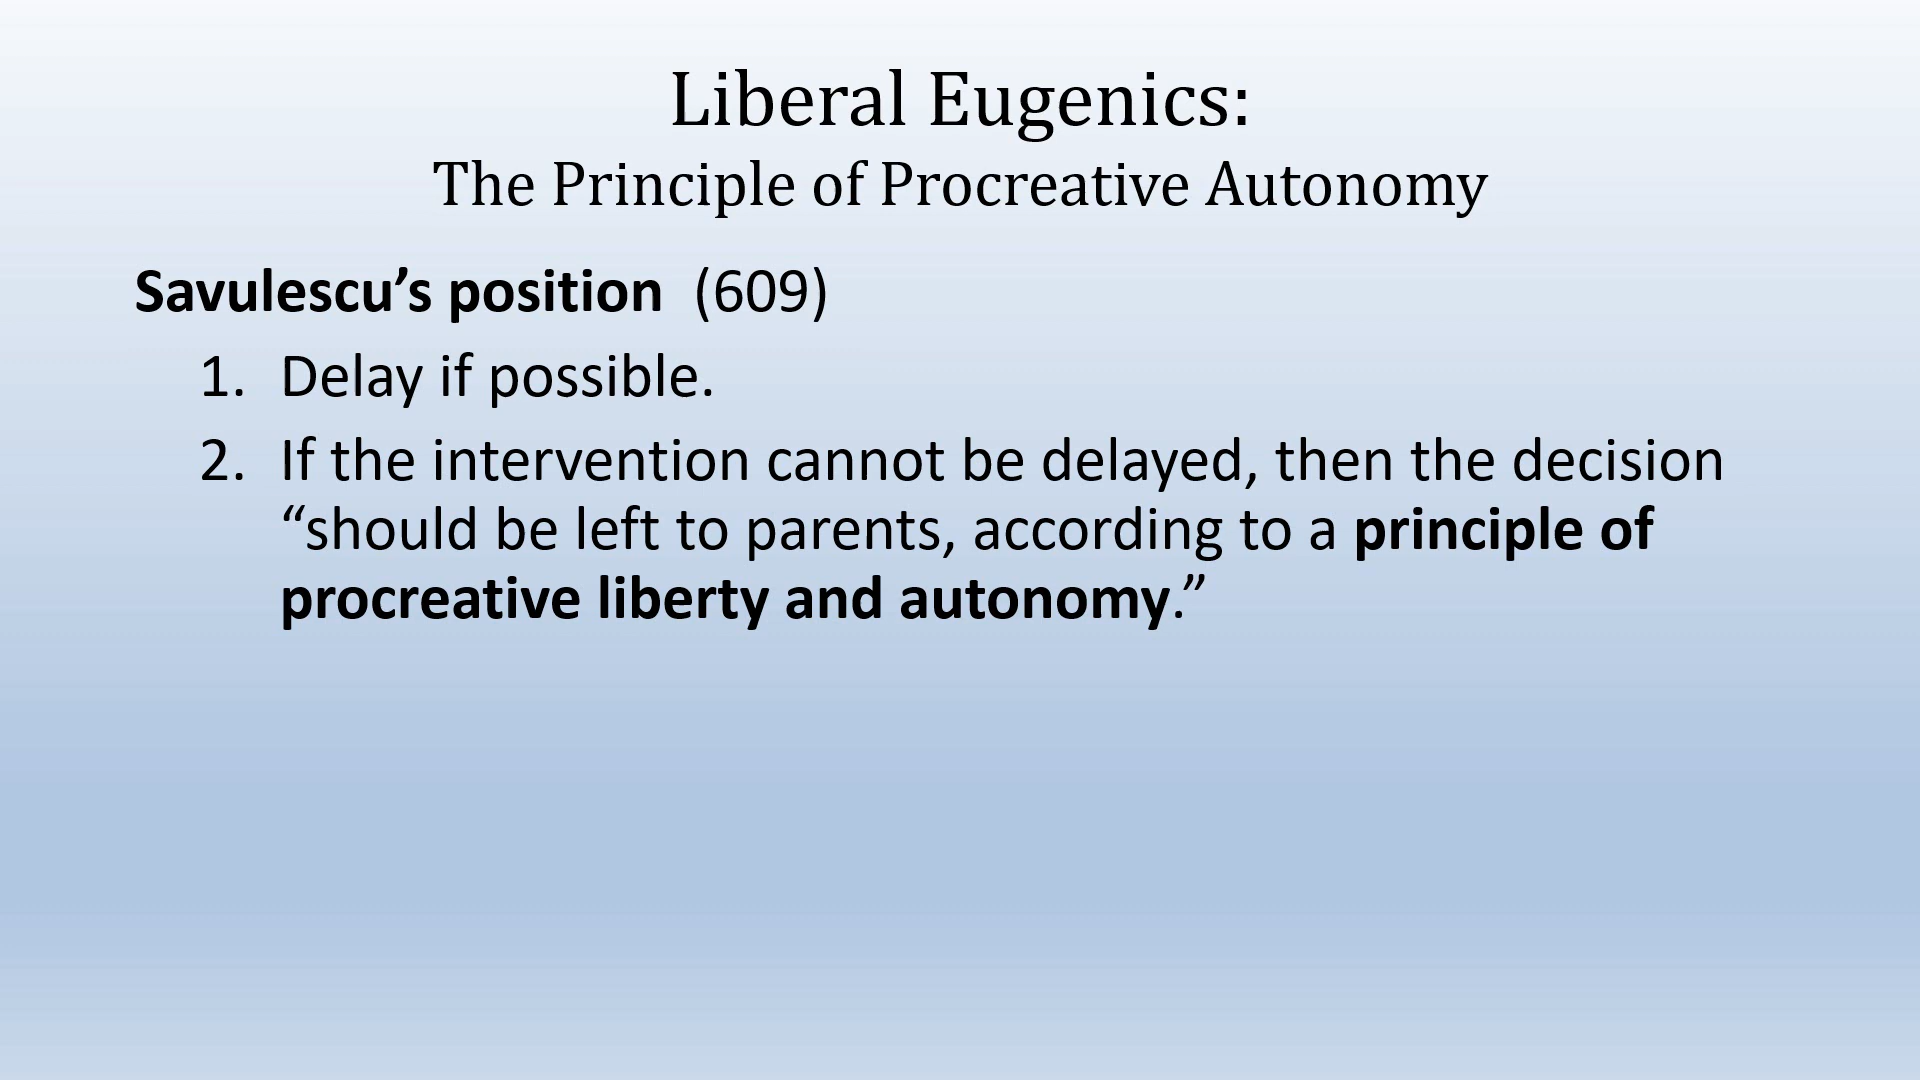 Liberal Eugenics:
The Principle of Procreative Autonomy
Savulescu’s position (609)
1. Delay if possible.
2. If the intervention cannot be delayed, then the decision
“should be left to parents, according to a principle of
procreative liberty and autonomy.”